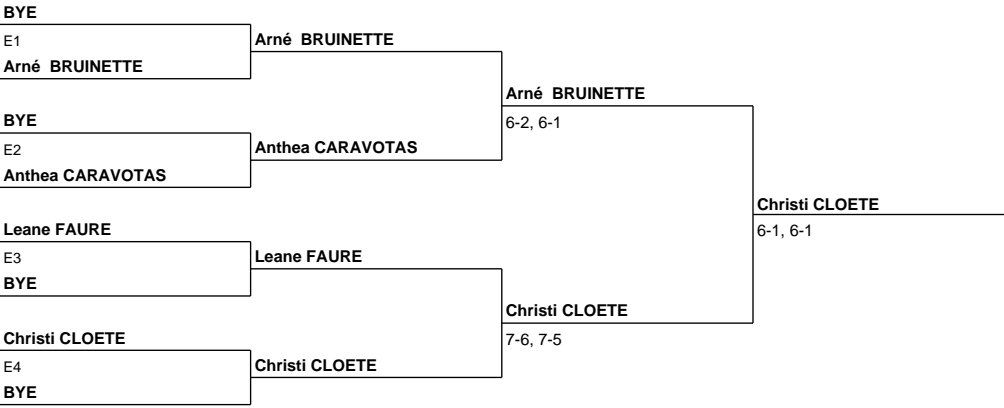 BYE
E1
Arné BRUINETTE
BYE
E2
Anthea CARAVOTAS
Leane FAURE
E3
BYE
Christi CLOETE
E4
BYE
Arné BRUINETTE
Anthea CARAVOTAS
Leane FAURE
Christi CLOETE
Arné BRUINETTE
6-2, 6-1
Christi CLOETE
7-6, 7-5
Christi CLOETE
6-1, 6-1